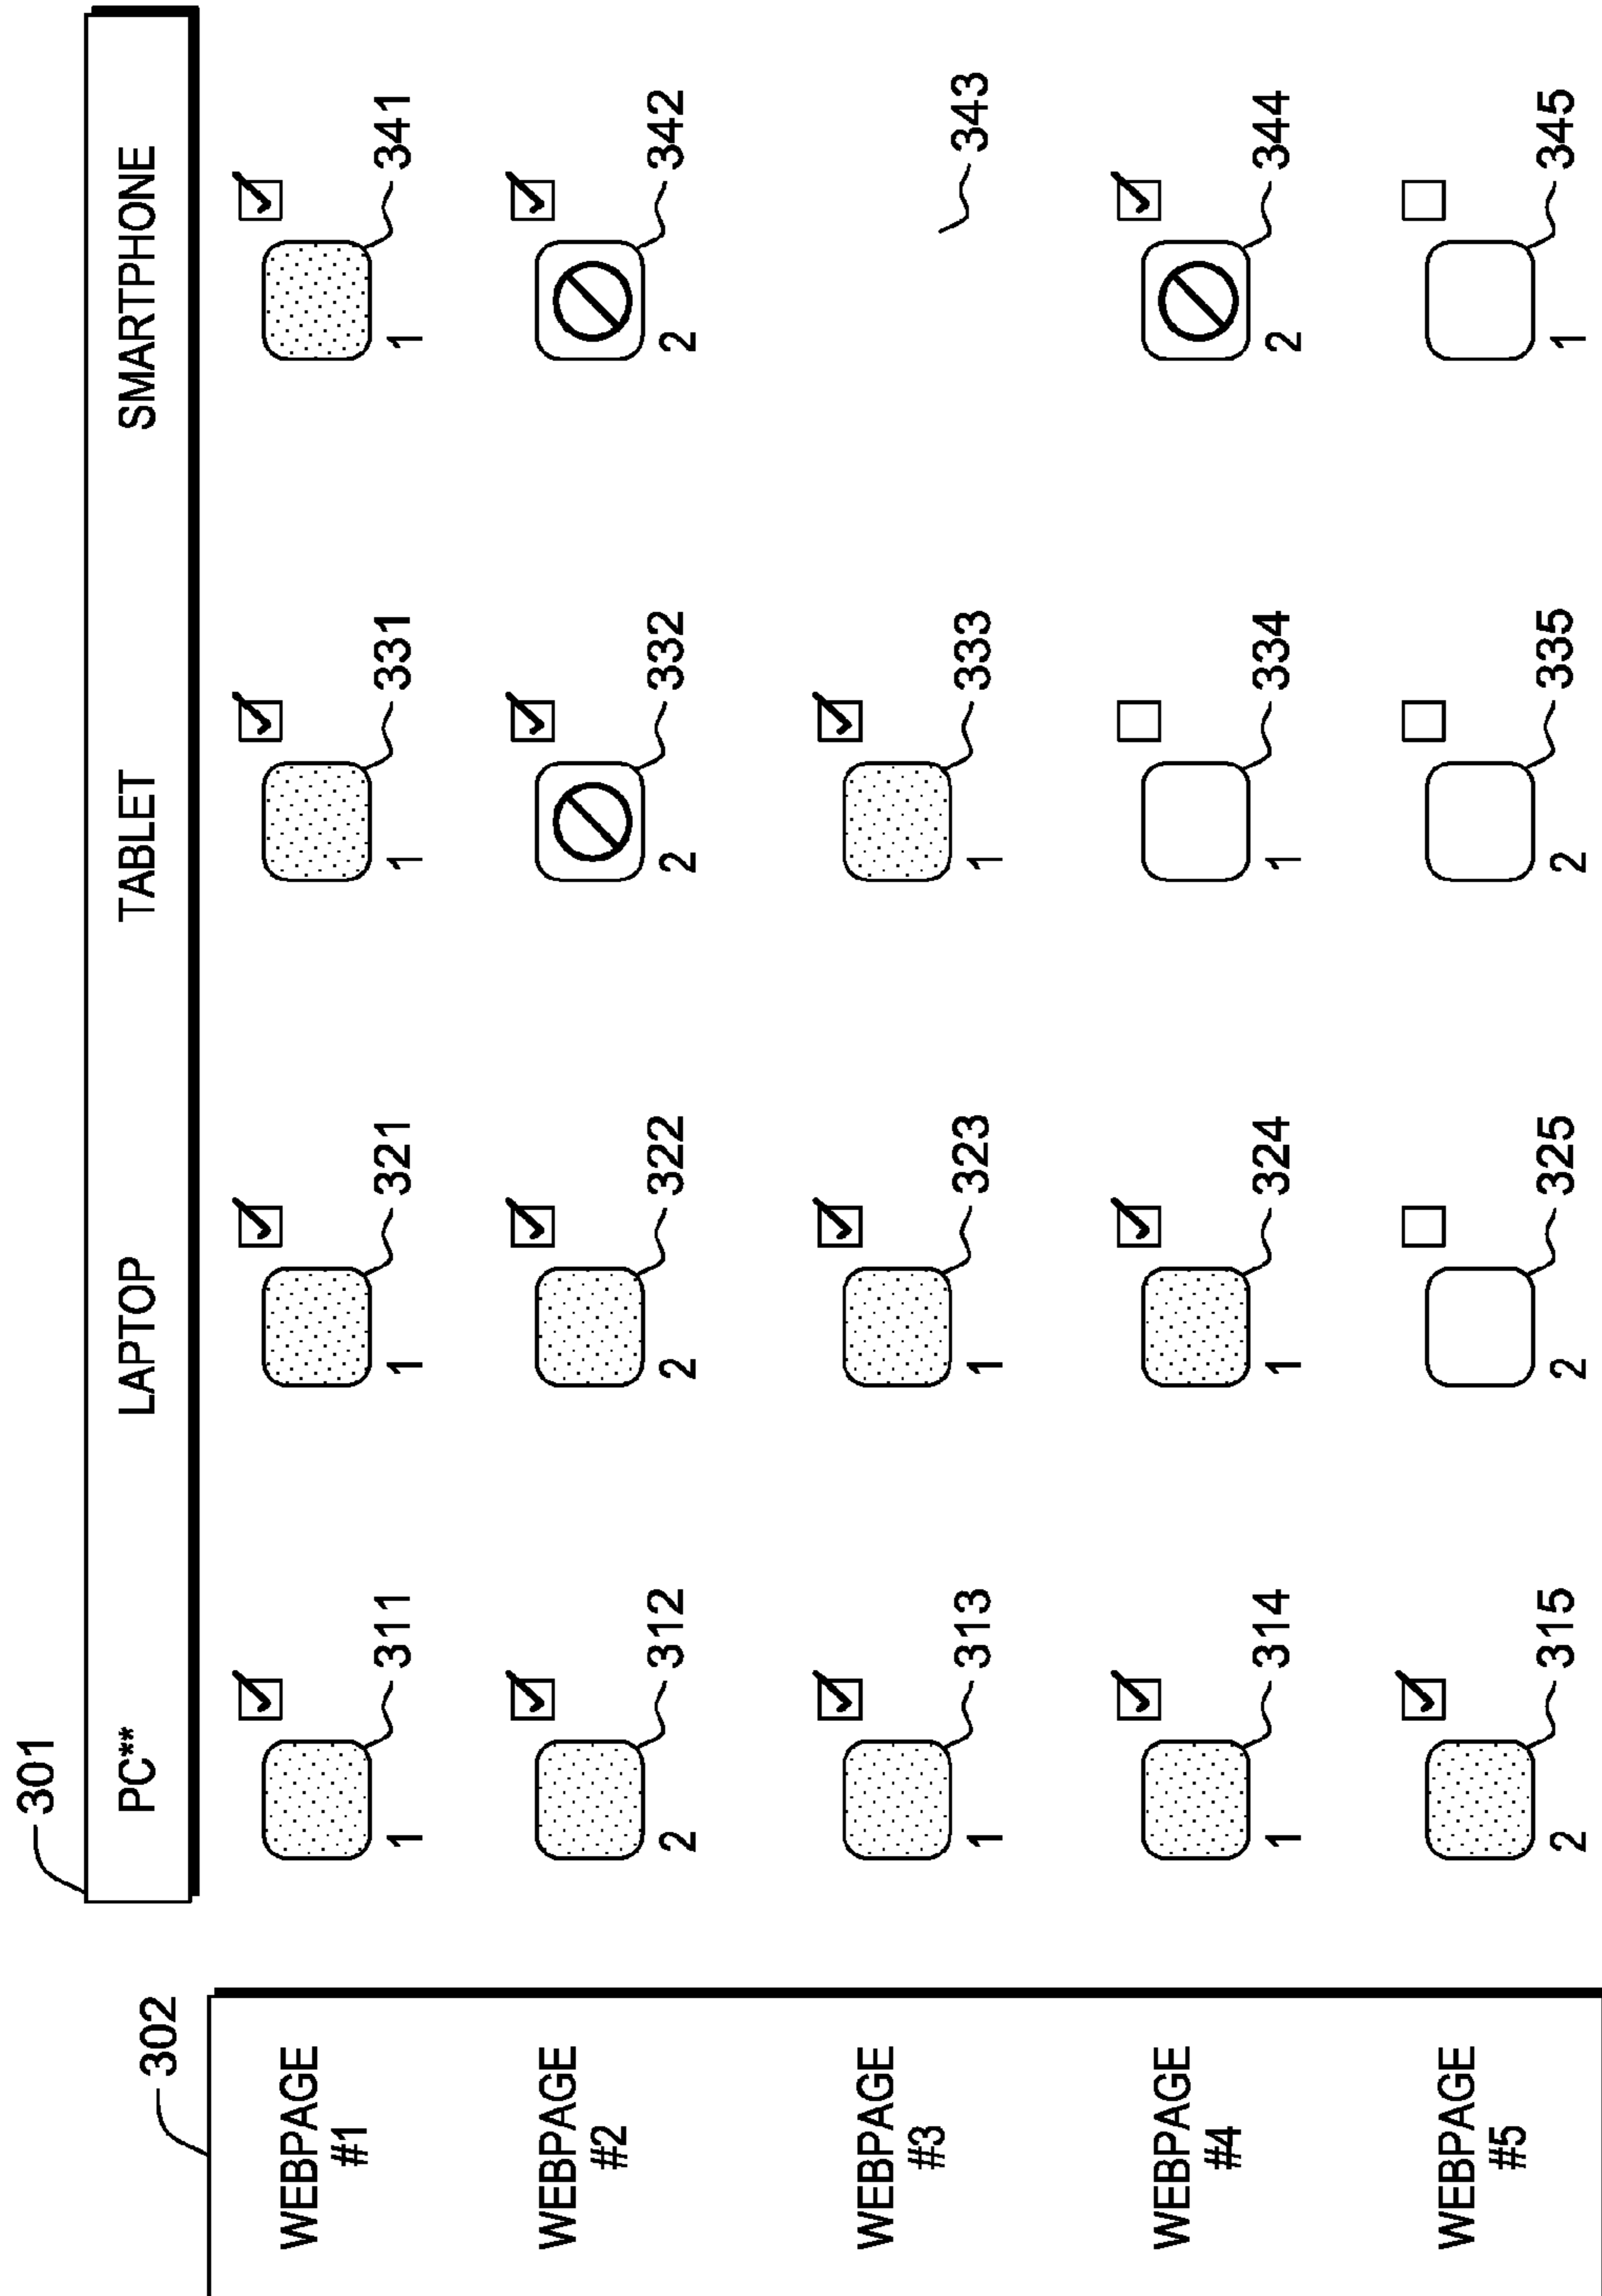 301
PC** LAPTOP TABLET SMARTPHONE
302
WEBPAGE
#1
1 311 1 321 1 331 1 341
WEBPAGE
#2
2 312 2 322 2 332 2 342
WEBPAGE
#3
1 313 1 323 1 333 343
WEBPAGE
#4
1 314 1 324 1 334 2 344
WEBPAGE
#5
2 315 2 325 2 335 1 345